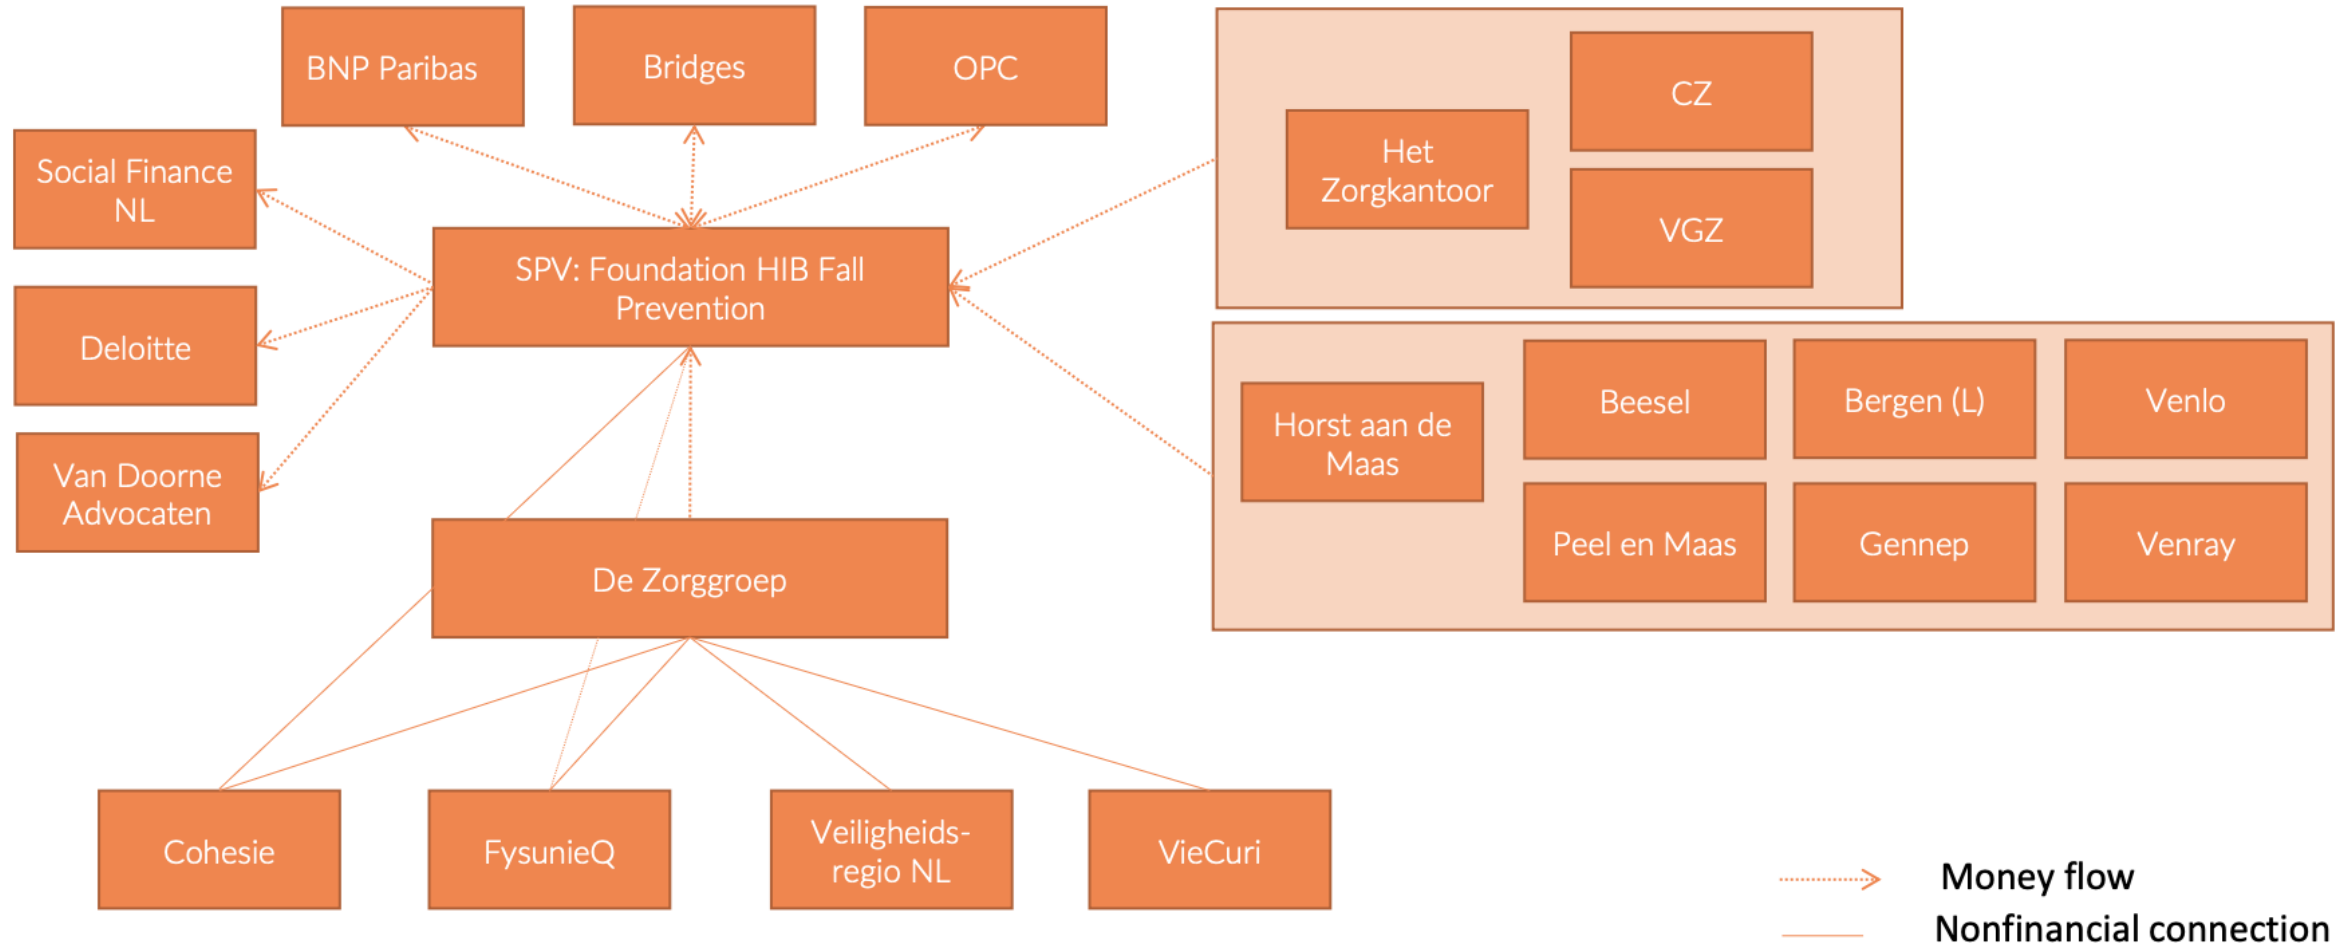 BNP Paribas
Bridges
OPC
Social Finance
NL
Deloitte
Van Doorne
Advocaten
SPV: Foundation HIB Fall
Prevention
Het
Zorgkantoor
CZ
VGZ
Horst aan de
Maas
Beesel
Bergen (L)
Venlo
Peel en Maas
Gennep
Venray
De Zorggroep
Cohesie
FysunieQ
Veiligheids-
regio NL
VieCuri
Money flow
Nonfinancial connection